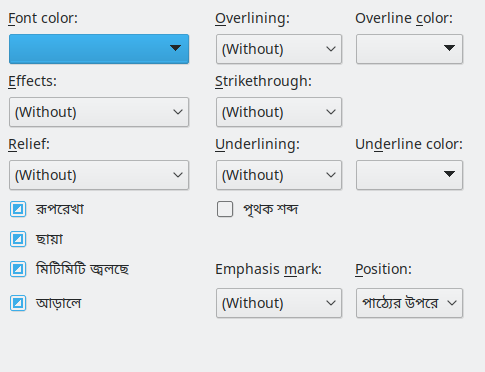 Font color: Overlining: Overline color:
(Without)
Effects: Strikethrough:
(Without) (Without)
Relief: Underlining: Underline color:
(Without) (Without)
রূপরেখা পৃথক শব্দ
ছায়া
মিটিমিটি জ্বলছে Emphasis mark: Position:
আড়ালে (Without) পাঠ্যের উপরে